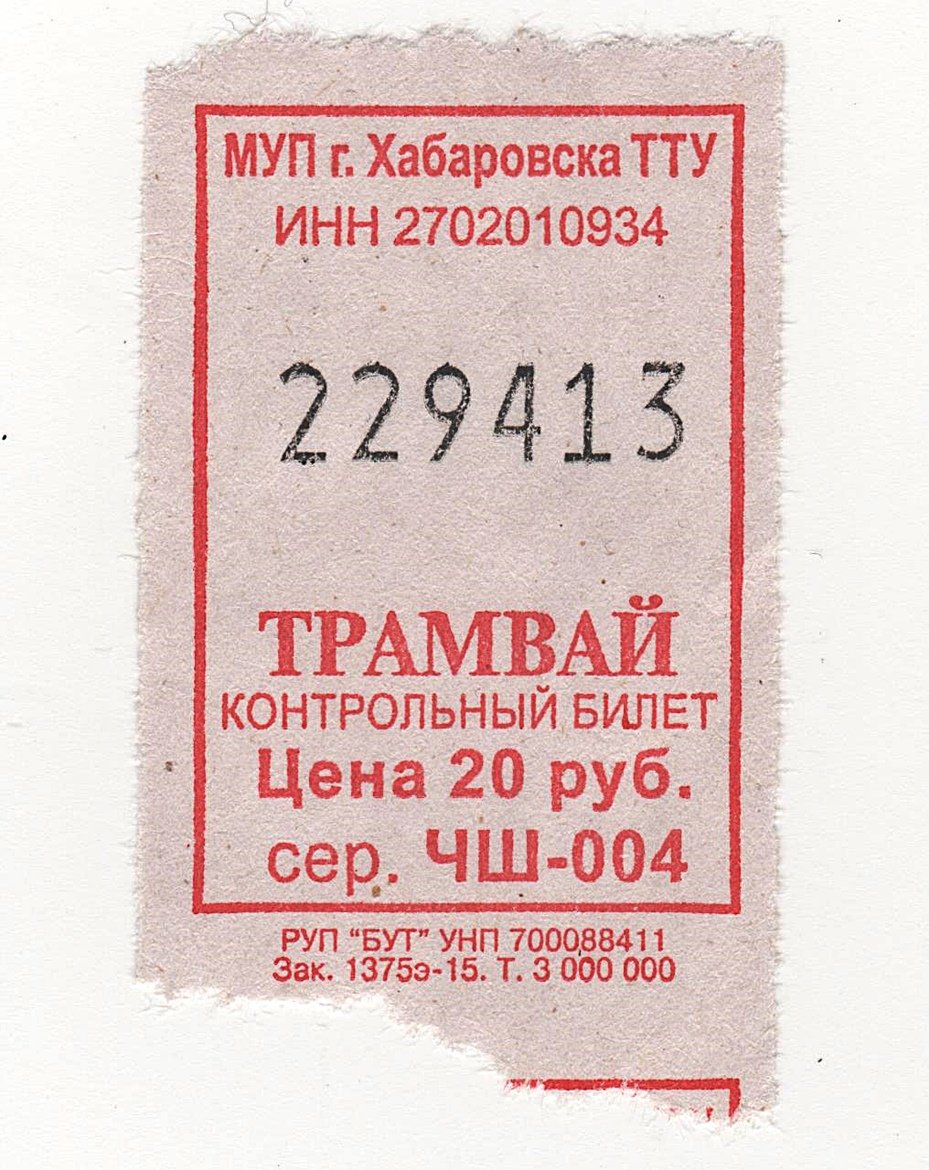 МУП г. Хабаровска ТТУ
ИНН 2702010934
229413
ТРАМВАЙ
КОНТРОЛЬНЫЙ БИЛЕТ
Цена 20 руб.
сер. ЧШ-004
РУП "БУТ" УНП 700088411
Зак. 1375э-15. Т. 3 000 000